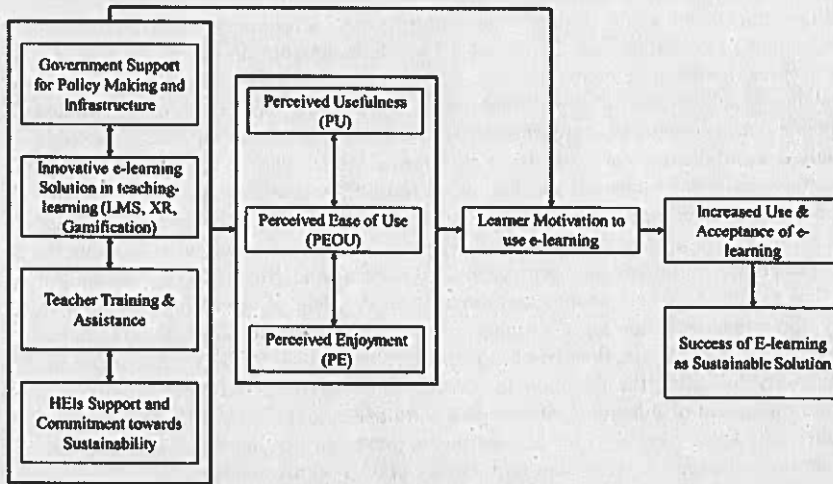 Government Support
for Policy Making and
Infrastructure
Innovative e-learning
Solution in teaching-
learning (LMS, XR,
Gamification)
Teacher Training &
Assistance
HEIs Support and
Commitment towards
Sustainability
Perceived Usefulness
(PU)
Perceived Ease of Use
(PEOU)
Perceived Enjoyment
(PE)
Learner Motivation to
use e-learning
Increased Use &
Acceptance of e-
learning
Success of E-learning
as Sustainable Solution